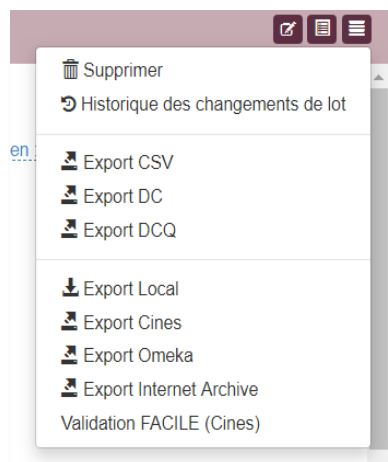 Supprimer
Historique des changements de lot
en :
Export CSV
Export DC
Export DCQ
Export Local
Export Cines
Export Omeka
Export Internet Archive
Validation FACILE (Cines)